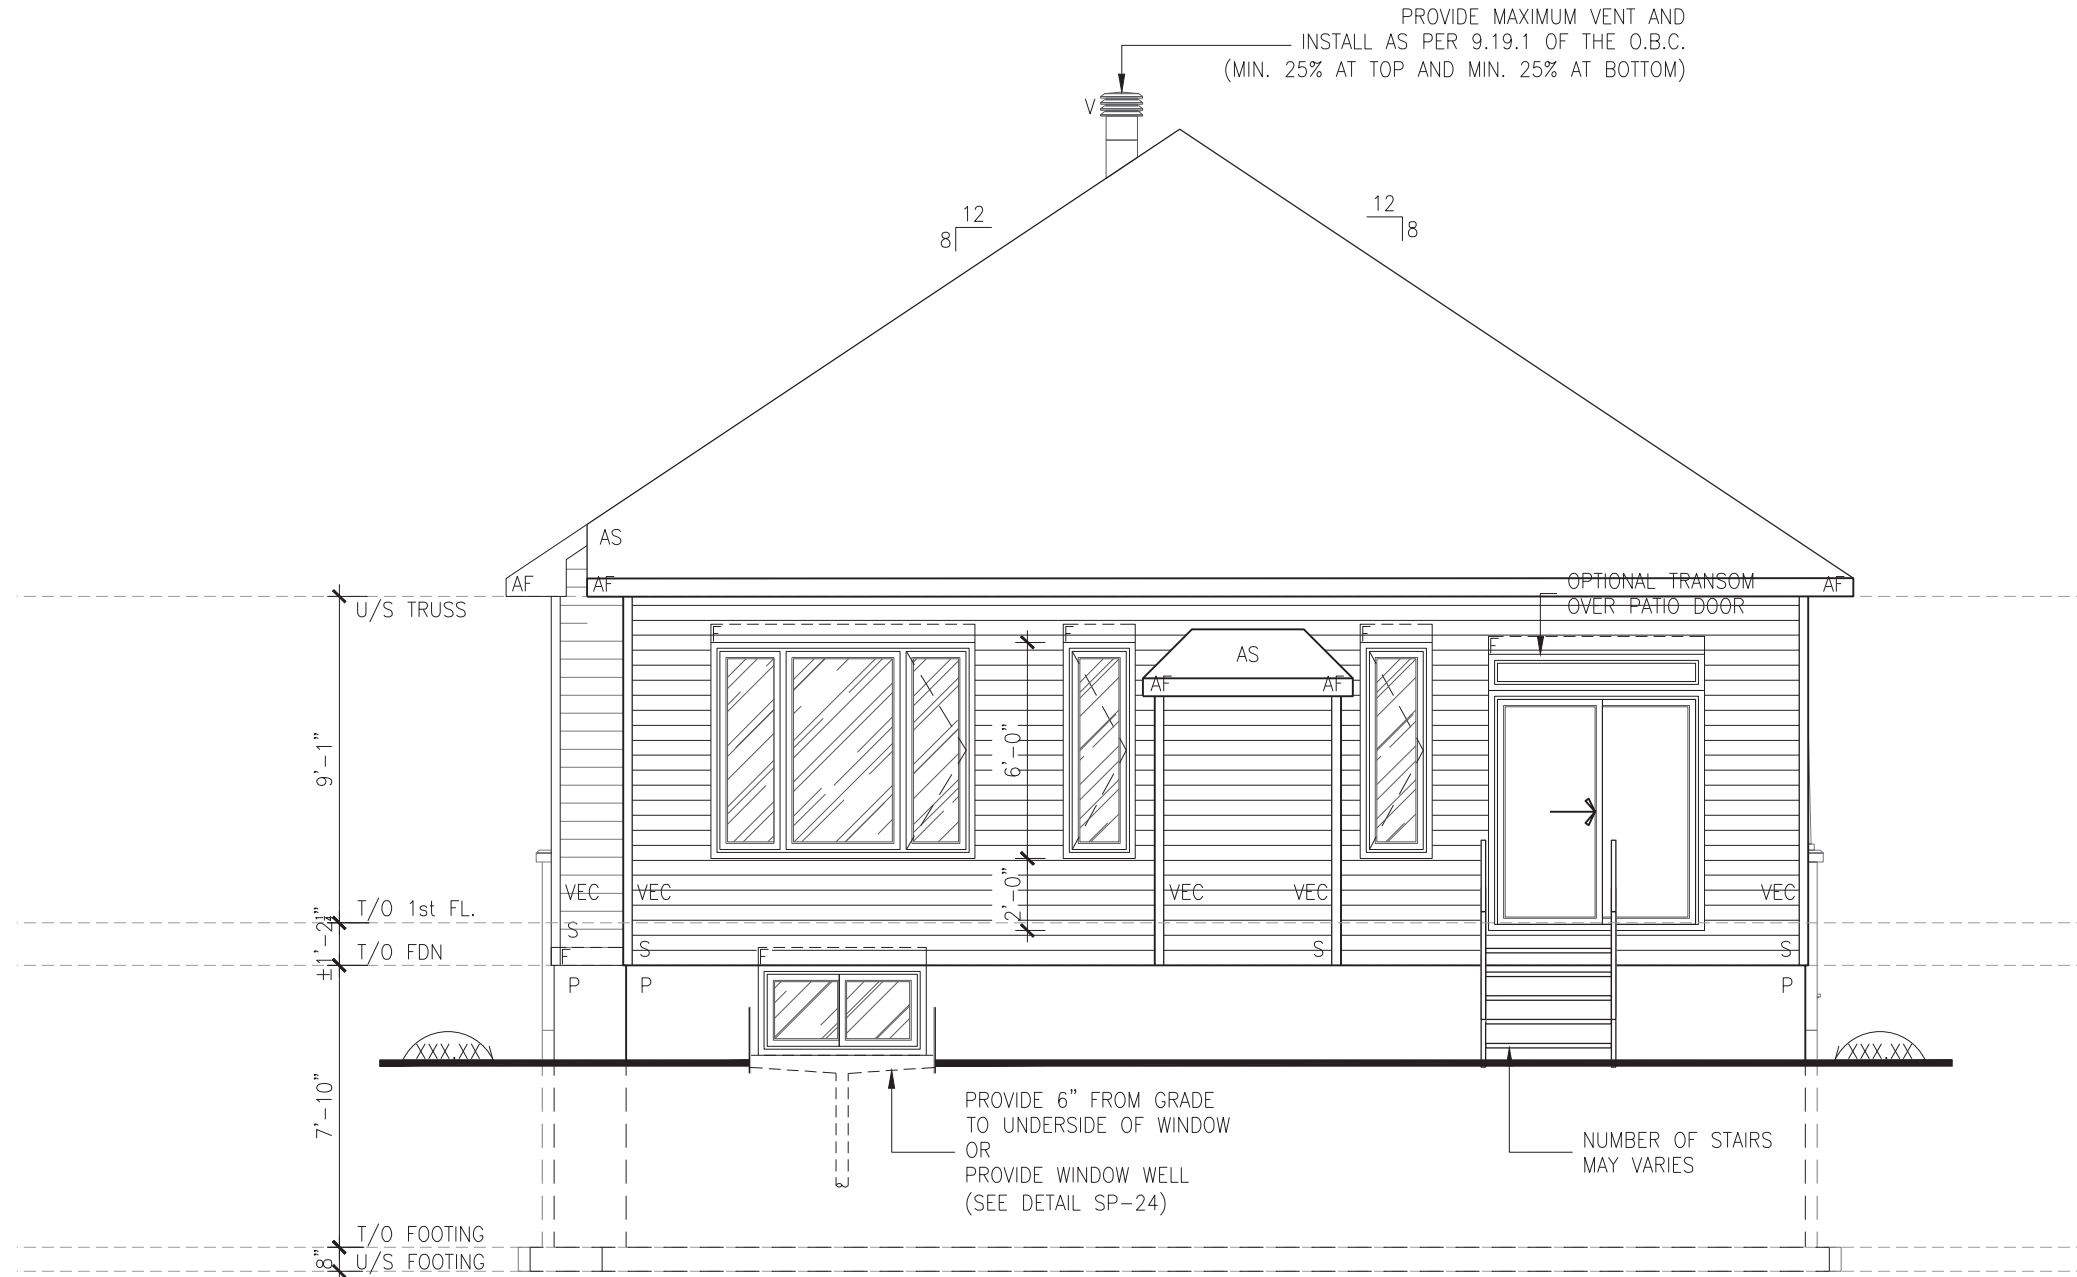 PROVIDE MAXIMUM VENT AND
INSTALL AS PER 9.19.1 OF THE O.B.C.
(MIN. 25% AT TOP AND MIN. 25% AT BOTTOM)
V
12
8
12
8
AS
AF
AF
OPTIONAL TRANSOM
OVER PATIO DOOR
AF
U/S TRUSS
F
F
F
F
AS
AF
AF
9'-1"
6'-0"
VEC
VEC
2'-0"
VEC
VEC
VEC
T/O 1st FL.
±1'-2¼"
S
S
S
S
T/O FDN
F
F
P
P
P
XXX.XX
XXX.XX
7'-10"
PROVIDE 6" FROM GRADE
TO UNDERSIDE OF WINDOW
OR
PROVIDE WINDOW WELL
(SEE DETAIL SP-24)
NUMBER OF STAIRS
MAY VARIES
T/O FOOTING
8"
U/S FOOTING